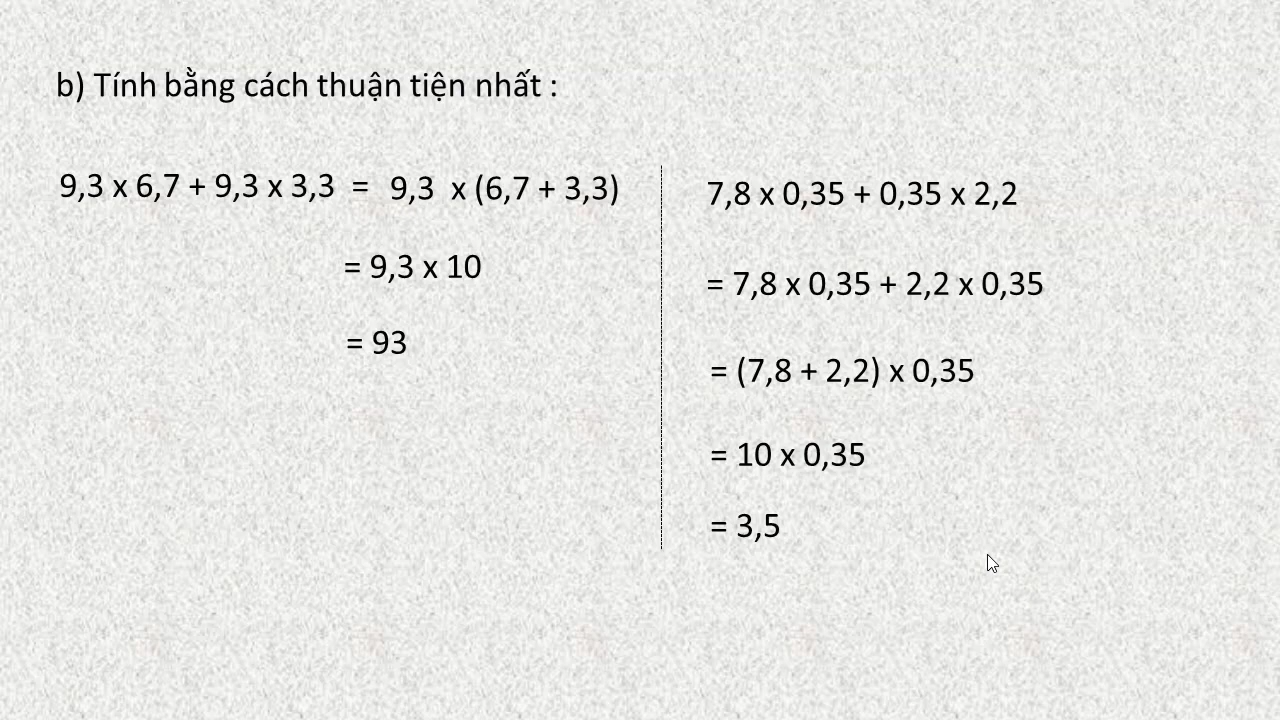 b) Tính bằng cách thuận tiện nhất :
9,3 x 6,7 + 9,3 x 3,3 = 9,3 x (6,7 + 3,3)
= 9,3 x 10
= 93
7,8 x 0,35 + 0,35 x 2,2
= 7,8 x 0,35 + 2,2 x 0,35
= (7,8 + 2,2) x 0,35
= 10 x 0,35
= 3,5